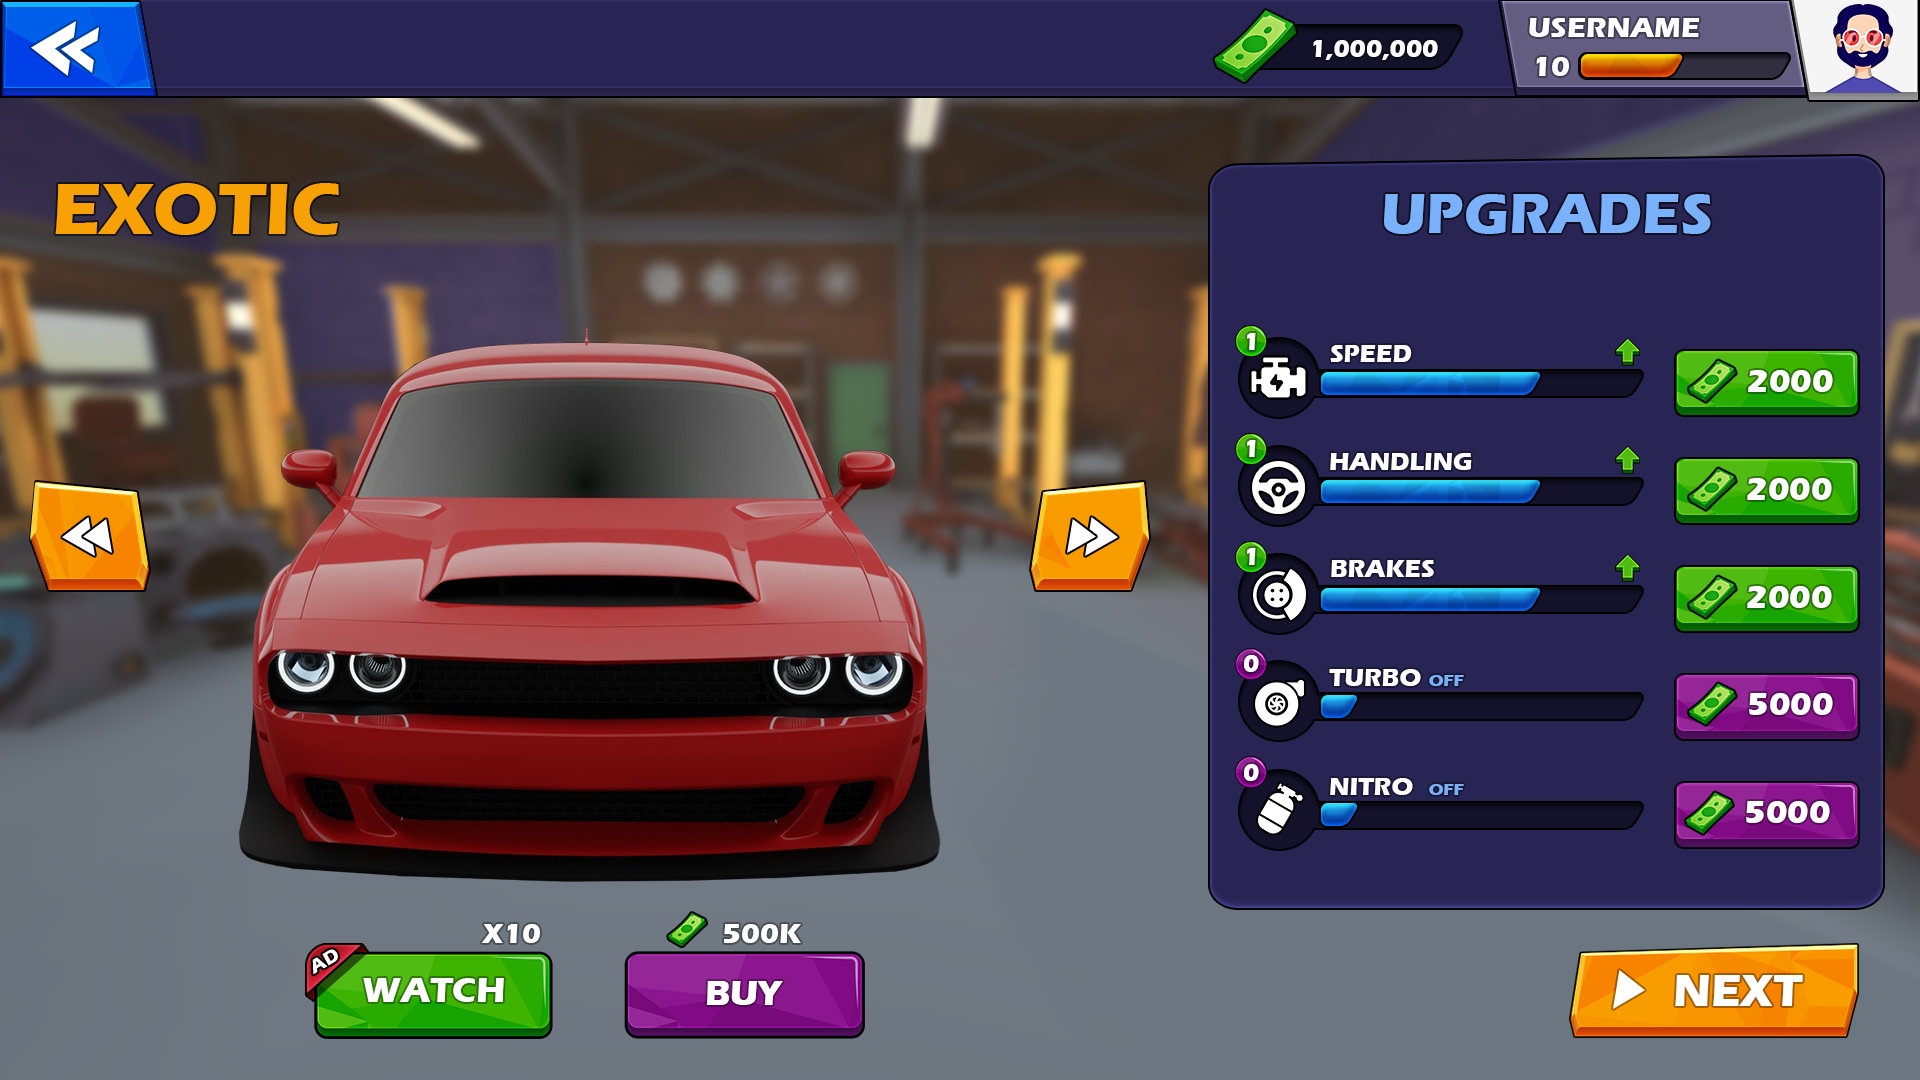 1,000,000
USERNAME
10
EXOTIC
UPGRADES
1
SPEED
2000
1
HANDLING
2000
1
BRAKES
2000
0
TURBO OFF
5000
0
NITRO OFF
5000
X10
AD
WATCH
500K
BUY
NEXT